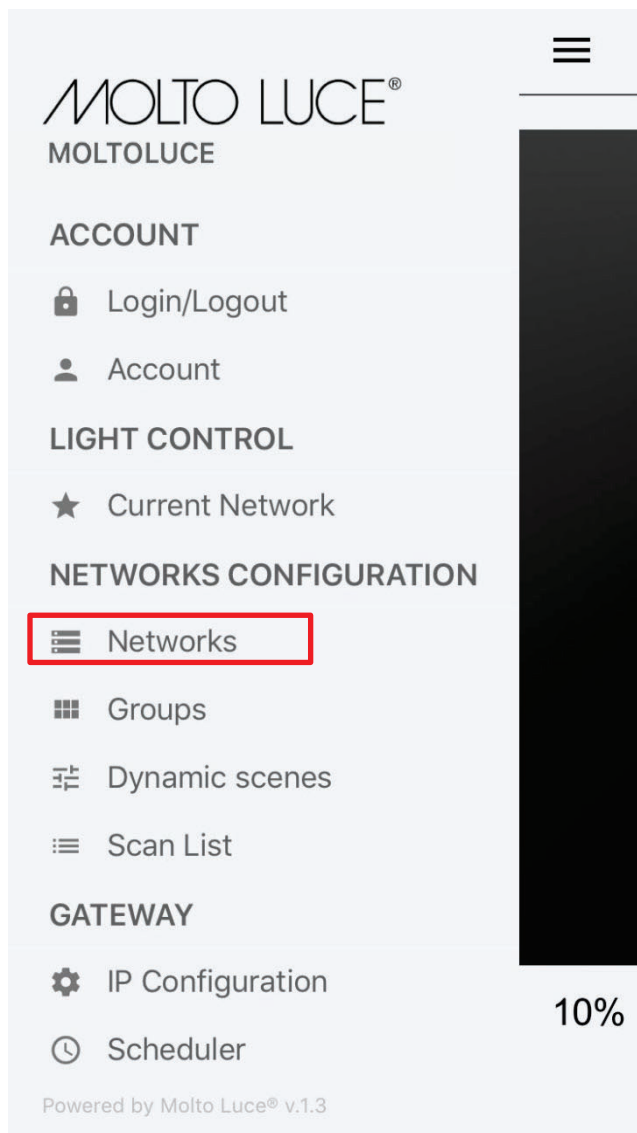 MOLTO LUCE®
MOLTOLUCE
ACCOUNT
Login/Logout
Account
LIGHT CONTROL
Current Network
NETWORKS CONFIGURATION
Networks
Groups
Dynamic scenes
Scan List
GATEWAY
IP Configuration
10%
Scheduler
Powered by Molto Luce® v.1.3